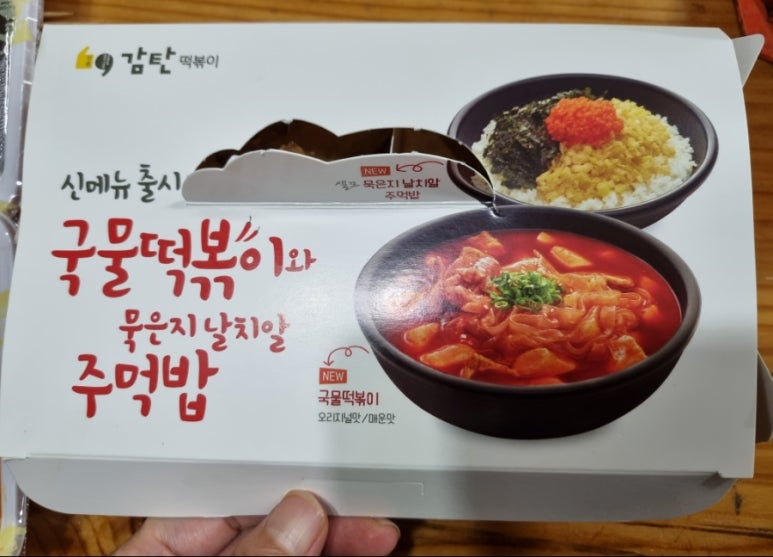 감탄 떡볶이
신메뉴 출시
국물떡볶이와
묵은지 날치알
주먹밥
NEW
셀프 묵은지 날치알
주먹밥
NEW
국물떡볶이
오리지널맛/매운맛